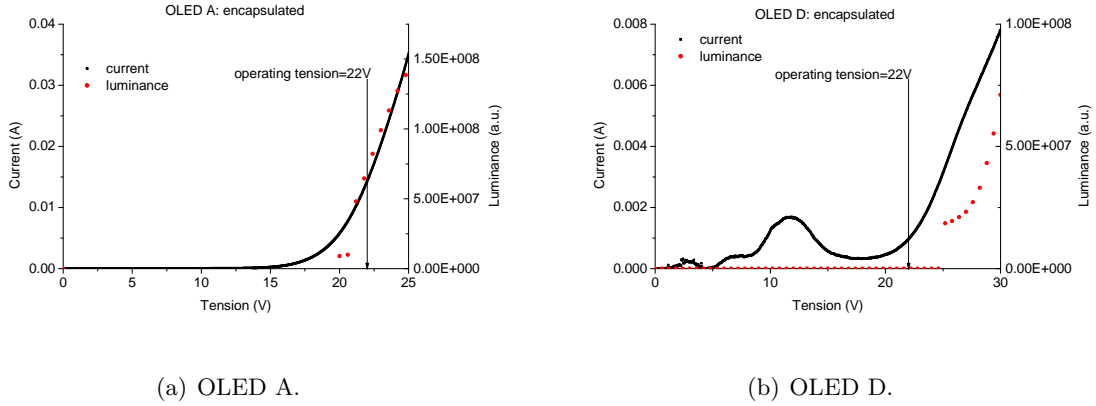 OLED A: encapsulated
current
luminance
operating tension=22V
0.04
0.03
0.02
0.01
0.00
Current (A)
1.50E+008
1.00E+008
5.00E+007
0.00E+000
Luminance (a.u.)
0 5 10 15 20 25
Tension (V)
(a) OLED A.
OLED D: encapsulated
current
luminance
operating tension=22V
0.008
0.006
0.004
0.002
0.000
Current (A)
1.00E+008
5.00E+007
0.00E+000
Luminance (a.u.)
0 10 20 30
Tension (V)
(b) OLED D.